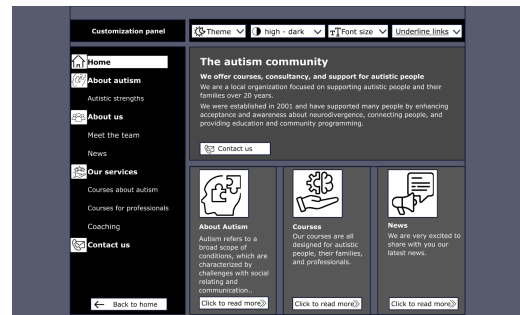 Customization panel
Theme
high - dark
Font size
Underline links
Home
About autism
Autistic strengths
About us
Meet the team
News
Our services
Courses about autism
Courses for professionals
Coaching
Contact us
Back to home
The autism community
We offer courses, consultancy, and support for autistic people
We are a local organization focused on supporting autistic people and their
families over 20 years.
We were established in 2001 and have supported many people by enhancing
acceptance and awareness about neurodivergence, connecting people, and
providing education and community programming.
Contact us
About Autism
Autism refers to a
broad scope of
conditions, which are
characterized by
challenges with social
relating and
communication..
Click to read more
Courses
Our courses are all
designed for autistic
people, their families,
and professionals.
Click to read more
News
We are very excited to
share with you our
latest news.
Click to read more